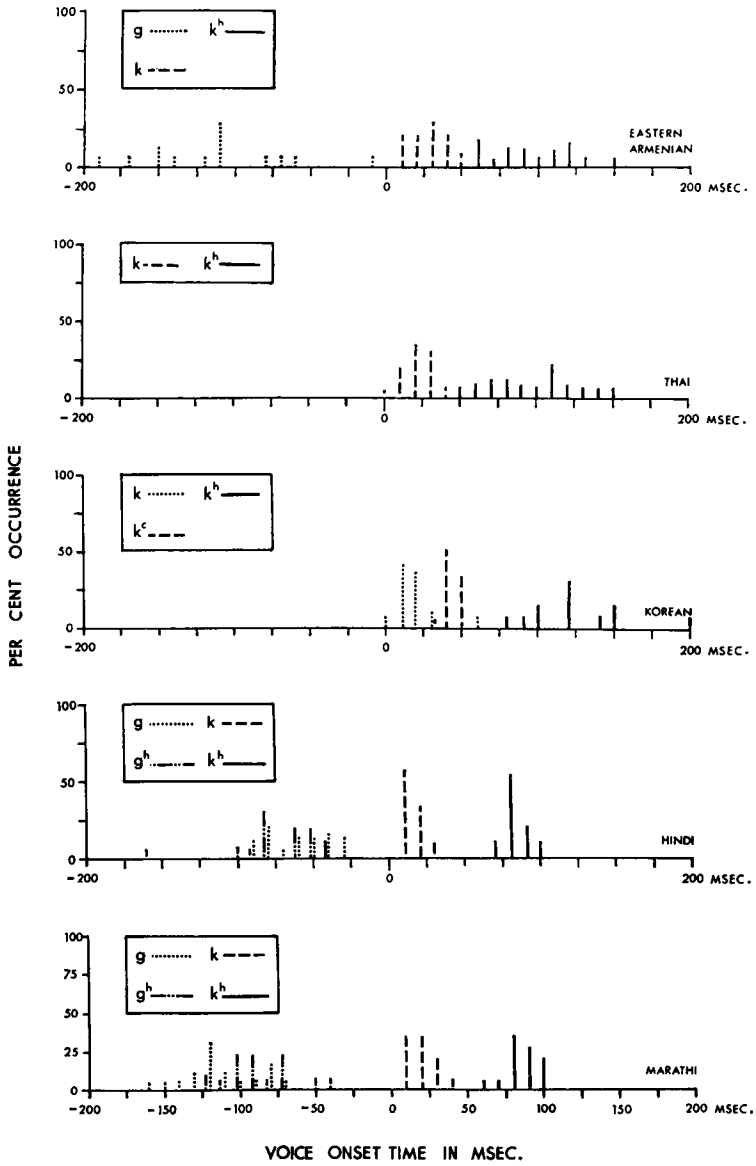 100
g ........ kʰ ———
k - - - -
50
EASTERN
ARMENIAN
0
-200 0 200 MSEC.
100
k - - - - kʰ ———
50
THAI
0
-200 0 200 MSEC.
PER CENT OCCURRENCE
100
k ........ kʰ ———
kᶜ - - - -
50
KOREAN
0
-200 0 200 MSEC.
100
g ........ k - - - -
gʰ —···— kʰ ———
50
HINDI
0
-200 0 200 MSEC.
100
g ........ k - - - -
75
gʰ —···— kʰ ———
50
25
MARATHI
0
-200 -150 -100 -50 0 50 100 150 200 MSEC.
VOICE ONSET TIME IN MSEC.